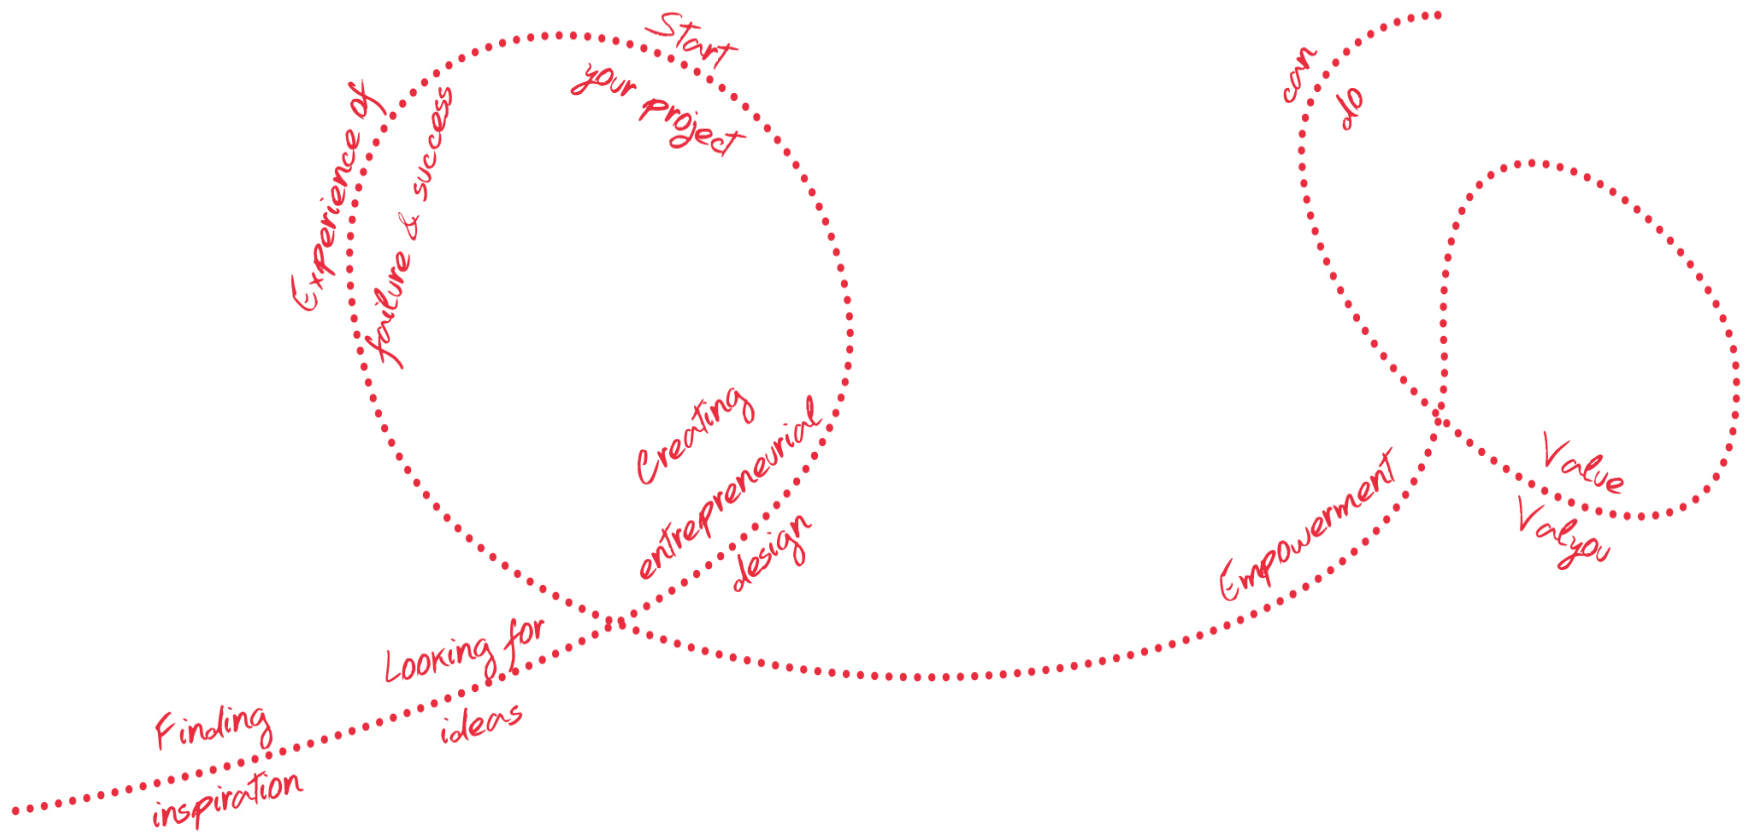 Finding
inspiration
Looking for
ideas
Creating
entrepreneurial
design
Start
your project
Experience of
failure & success
Empowerment
Value
Valyou
can
do